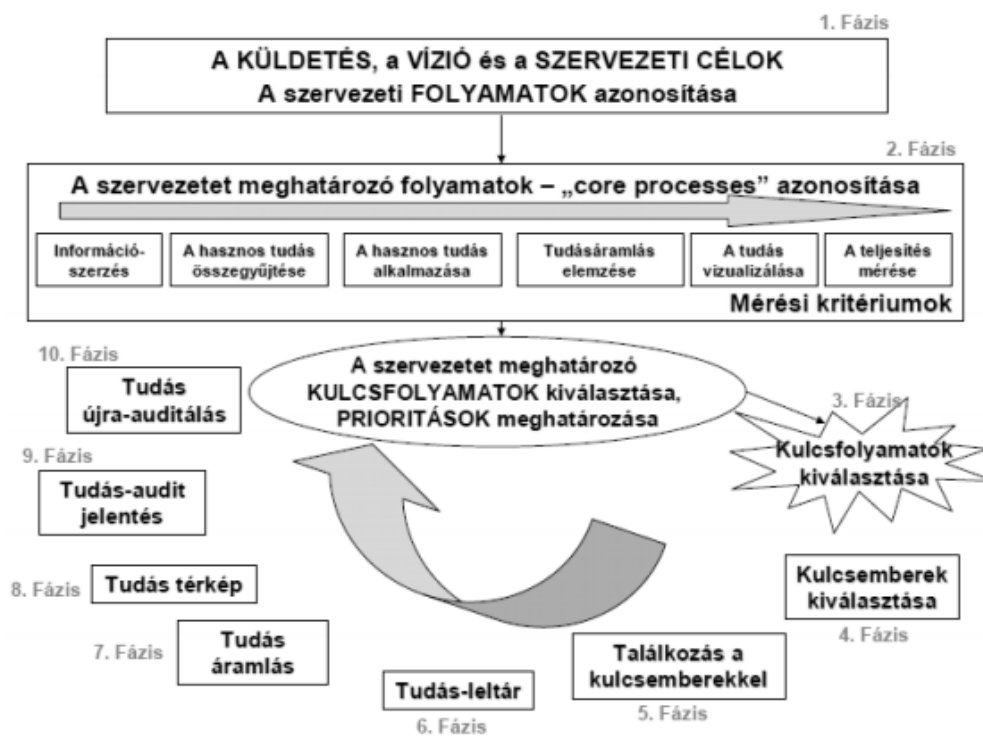 1. Fázis
A KÜLDETÉS, a VÍZIÓ és a SZERVEZETI CÉLOK
A szervezeti FOLYAMATOK azonosítása
2. Fázis
A szervezetet meghatározó folyamatok – „core processes” azonosítása
Információ-
szerzés
A hasznos tudás
összegyűjtése
A hasznos tudás
alkalmazása
Tudásáramlás
elemzése
A tudás
vizualizálása
A teljesítés
mérése
Mérési kritériumok
A szervezetet meghatározó
KULCSFOLYAMATOK kiválasztása,
PRIORITÁSOK meghatározása
3. Fázis
Kulcsfolyamatok
kiválasztása
Kulcsemberek
kiválasztása
4. Fázis
Találkozás a
kulcsemberekkel
5. Fázis
Tudás-leltár
6. Fázis
Tudás
áramlás
7. Fázis
Tudás térkép
8. Fázis
9. Fázis
Tudás-audit
jelentés
10. Fázis
Tudás
újra-auditálás